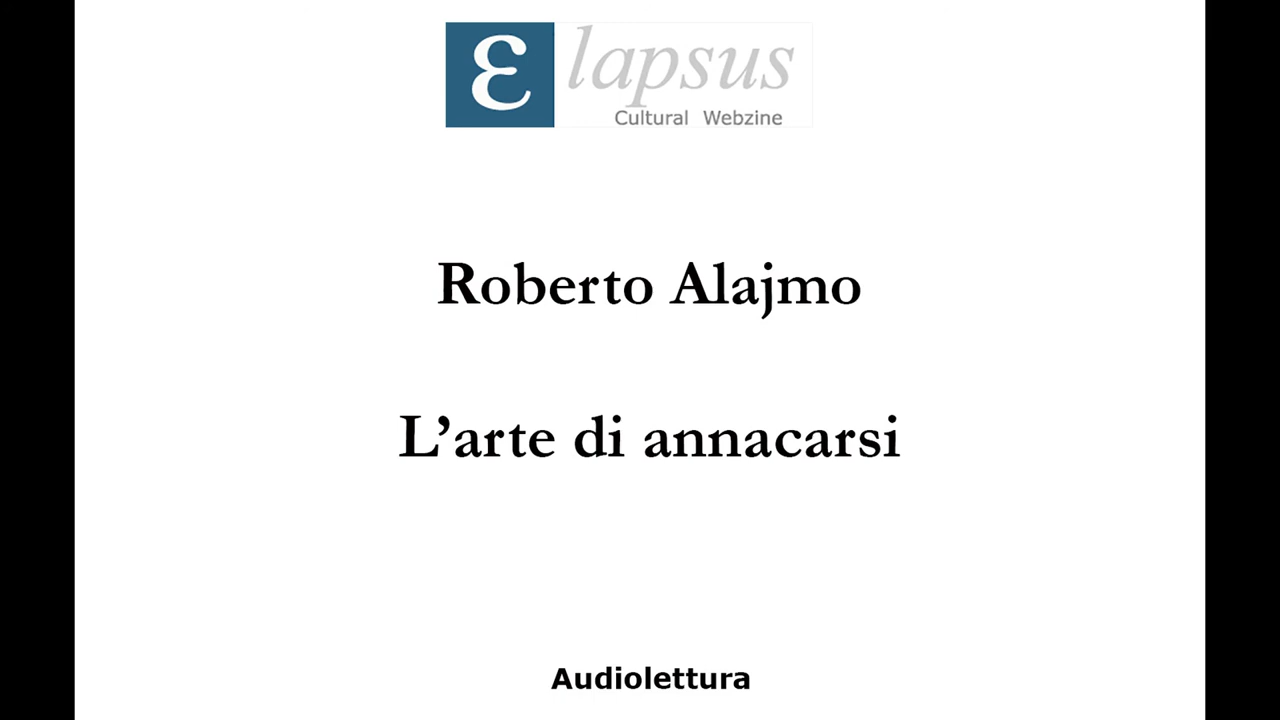 ε lapsus
Cultural Webzine
Roberto Alajmo
L’arte di annacarsi
Audiolettura